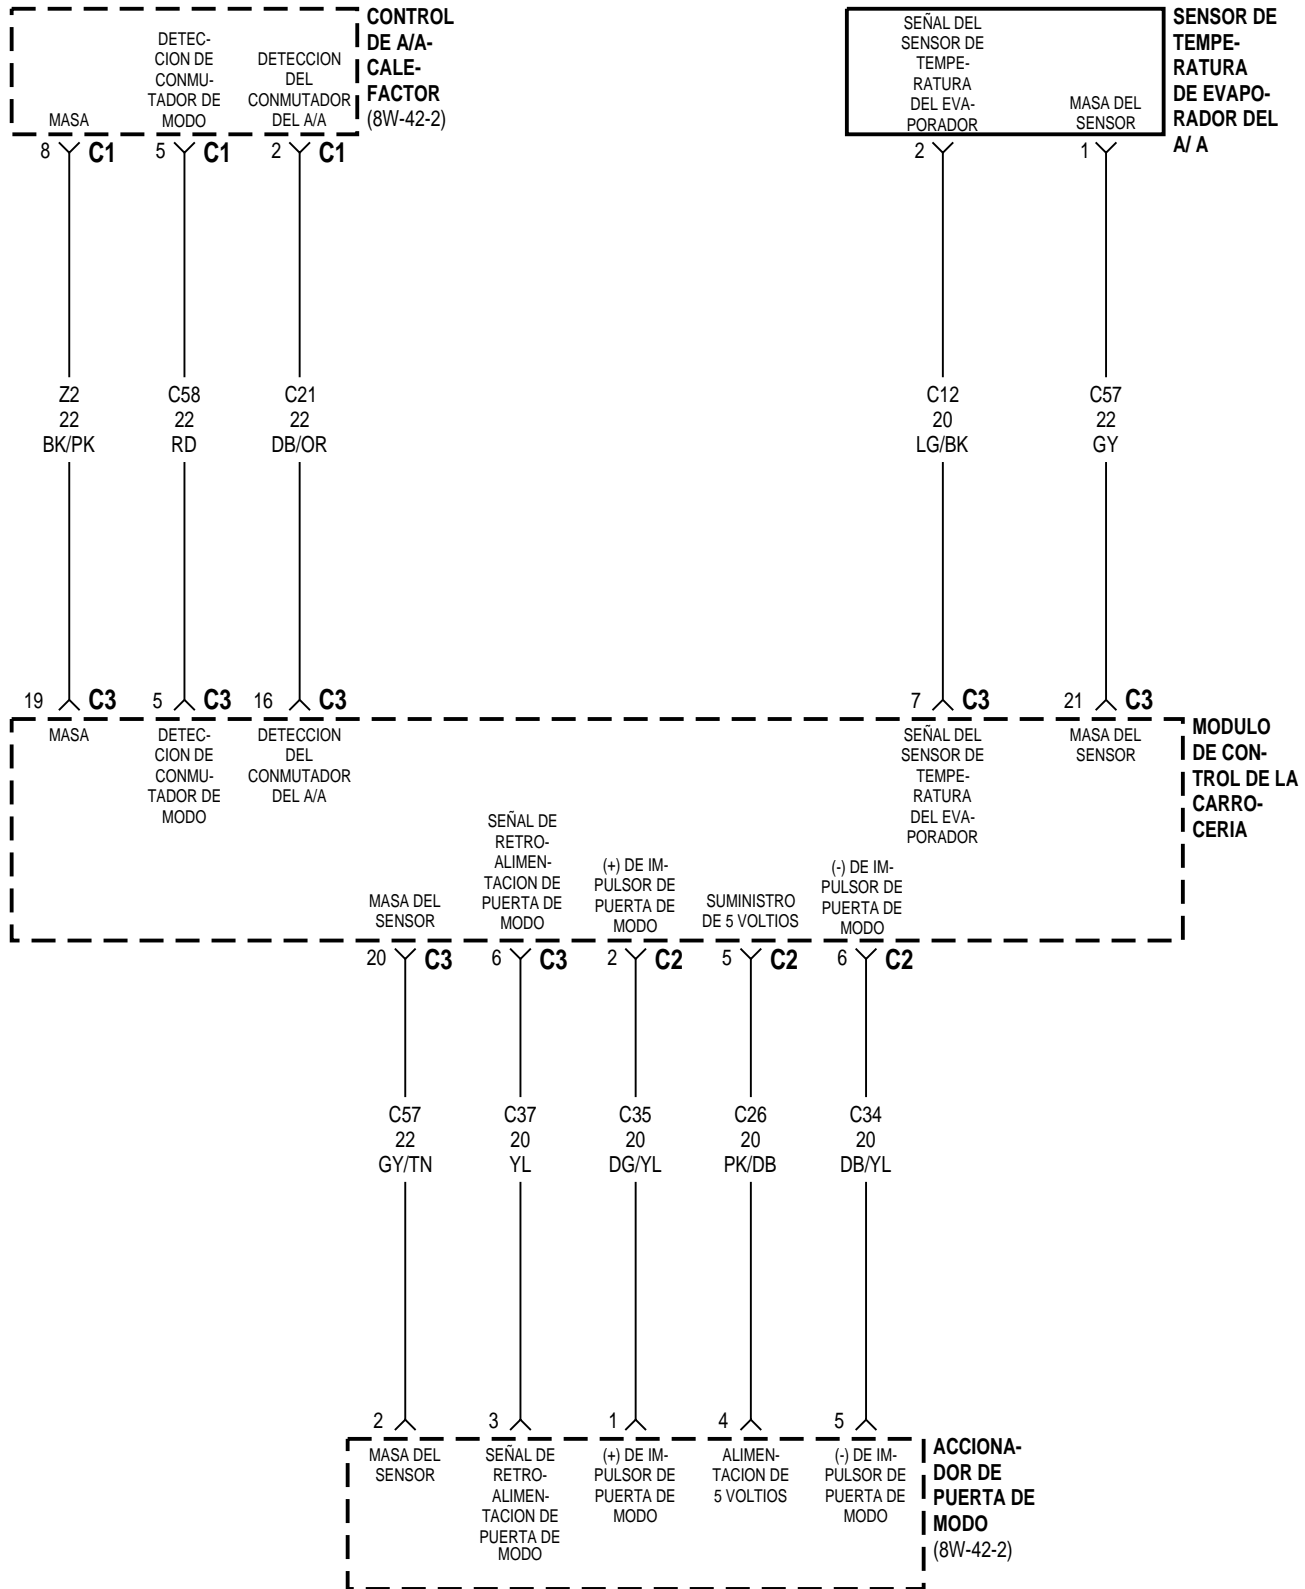 MASA
DETEC-
CION DE
CONMU-
TADOR DE
MODO
DETECCION
DEL
CONMUTADOR
DEL A/A
CONTROL
DE A/A-
CALE-
FACTOR
(8W-42-2)
SEÑAL DEL
SENSOR DE
TEMPE-
RATURA
DEL EVA-
PORADOR
MASA DEL
SENSOR
SENSOR DE
TEMPE-
RATURA
DE EVAPO-
RADOR DEL
A/ A
8 C1 5 C1 2 C1 2 1
Z2
22
BK/PK
C58
22
RD
C21
22
DB/OR
C12
20
LG/BK
C57
22
GY
19 C3 5 C3 16 C3 7 C3 21 C3
MASA
DETEC-
CION DE
CONMU-
TADOR DE
MODO
DETECCION
DEL
CONMUTADOR
DEL A/A
SEÑAL DEL
SENSOR DE
TEMPE-
RATURA
DEL EVA-
PORADOR
MASA DEL
SENSOR
MODULO
DE CON-
TROL DE LA
CARRO-
CERIA
MASA DEL
SENSOR
SEÑAL DE
RETRO-
ALIMEN-
TACION DE
PUERTA DE
MODO
(+) DE IM-
PULSOR DE
PUERTA DE
MODO
SUMINISTRO
DE 5 VOLTIOS
(-) DE IM-
PULSOR DE
PUERTA DE
MODO
20 C3 6 C3 2 C2 5 C2 6 C2
C57
22
GY/TN
C37
20
YL
C35
20
DG/YL
C26
20
PK/DB
C34
20
DB/YL
2 3 1 4 5
MASA DEL
SENSOR
SEÑAL DE
RETRO-
ALIMEN-
TACION DE
PUERTA DE
MODO
(+) DE IM-
PULSOR DE
PUERTA DE
MODO
ALIMEN-
TACION DE
5 VOLTIOS
(-) DE IM-
PULSOR DE
PUERTA DE
MODO
ACCIONA-
DOR DE
PUERTA DE
MODO
(8W-42-2)